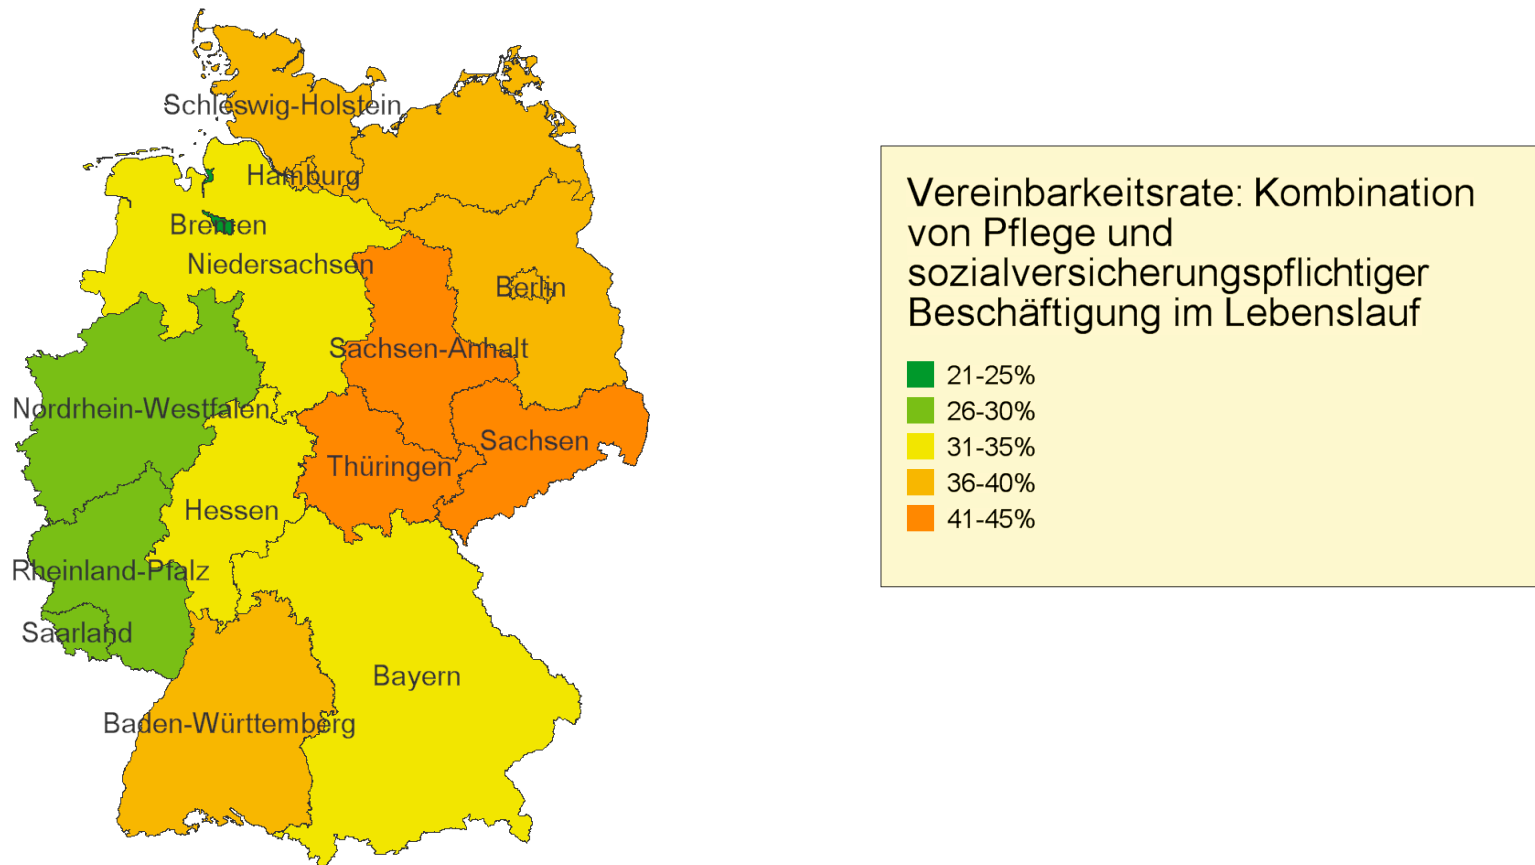 Schleswig-Holstein
Hamburg
Bremen
Niedersachsen
Berlin
Sachsen-Anhalt
Nordrhein-Westfalen
Sachsen
Thüringen
Hessen
Rheinland-Pfalz
Saarland
Bayern
Baden-Württemberg
Vereinbarkeitsrate: Kombination
von Pflege und
sozialversicherungspflichtiger
Beschäftigung im Lebenslauf
21-25%
26-30%
31-35%
36-40%
41-45%